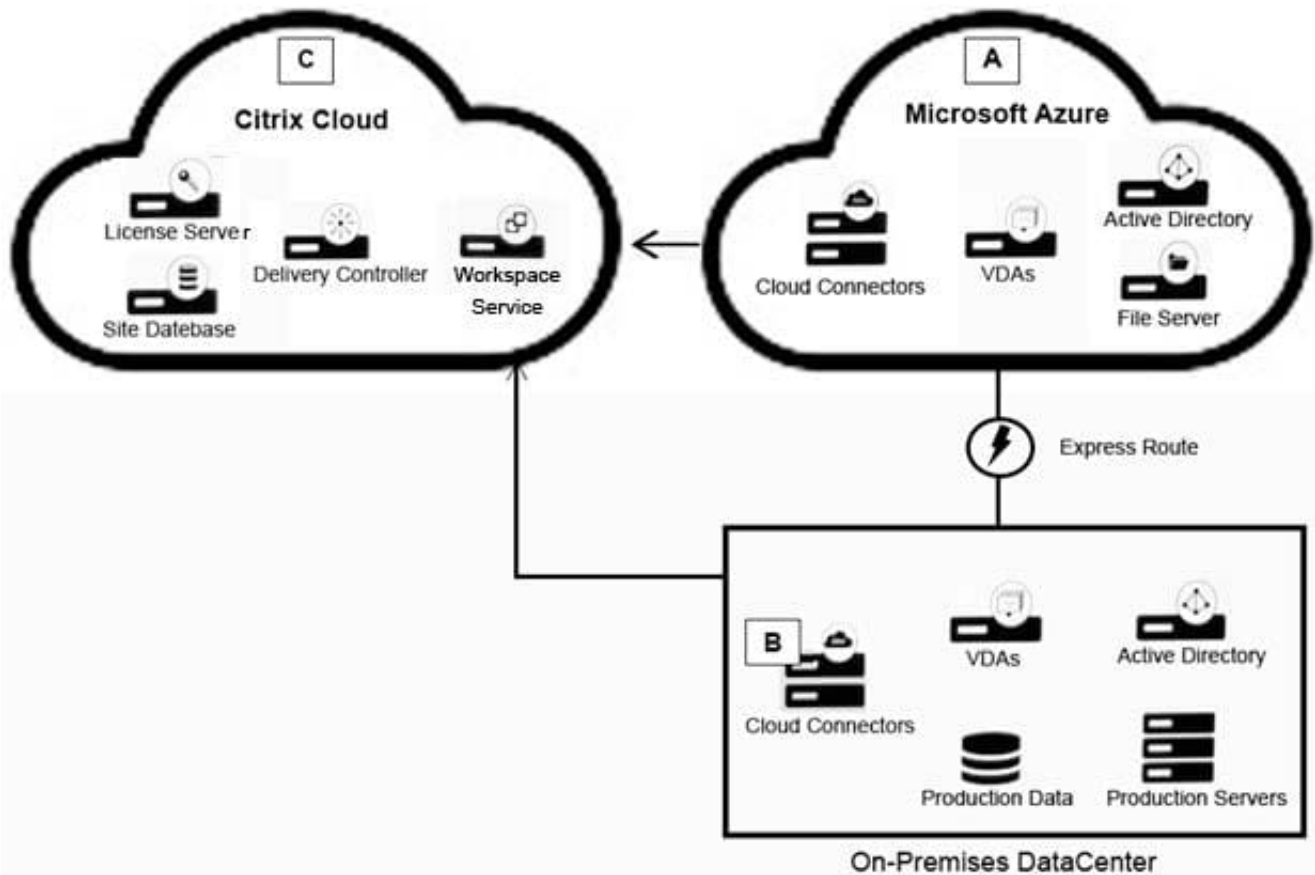 C
Citrix Cloud
License Server
Delivery Controller
Workspace
Service
Site Datebase
A
Microsoft Azure
Active Directory
Cloud Connectors
VDAs
File Server
Express Route
B
Cloud Connectors
VDAs
Active Directory
Production Data
Production Servers
On-Premises DataCenter